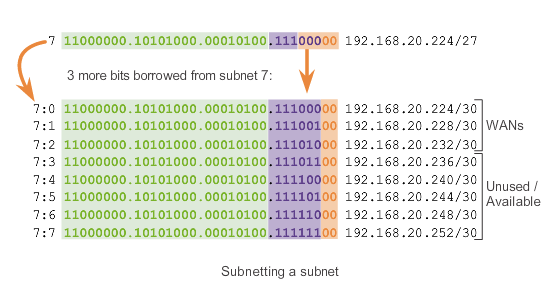 7 11000000.10101000.00010100.11100000 192.168.20.224/27
3 more bits borrowed from subnet 7:
7:0 11000000.10101000.00010100.11100000 192.168.20.224/30
7:1 11000000.10101000.00010100.11100100 192.168.20.228/30
7:2 11000000.10101000.00010100.11101000 192.168.20.232/30
WANs
7:3 11000000.10101000.00010100.11101100 192.168.20.236/30
7:4 11000000.10101000.00010100.11110000 192.168.20.240/30
7:5 11000000.10101000.00010100.11110100 192.168.20.244/30
7:6 11000000.10101000.00010100.11111000 192.168.20.248/30
7:7 11000000.10101000.00010100.11111100 192.168.20.252/30
Unused /
Available
Subnetting a subnet